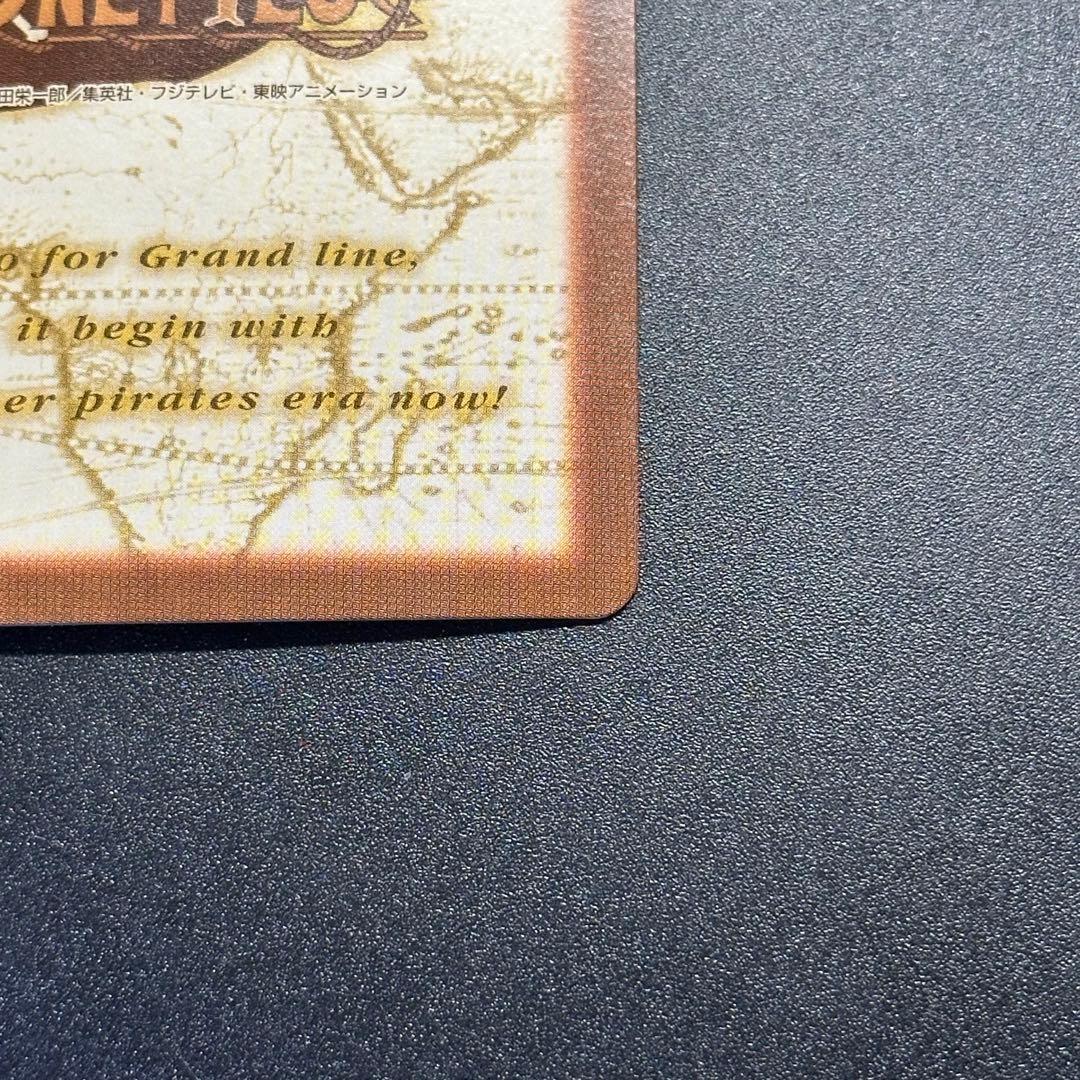 田栄一郎／集英社・フジテレビ・東映アニメーション
o for Grand line,
it begin with
er pirates era now!